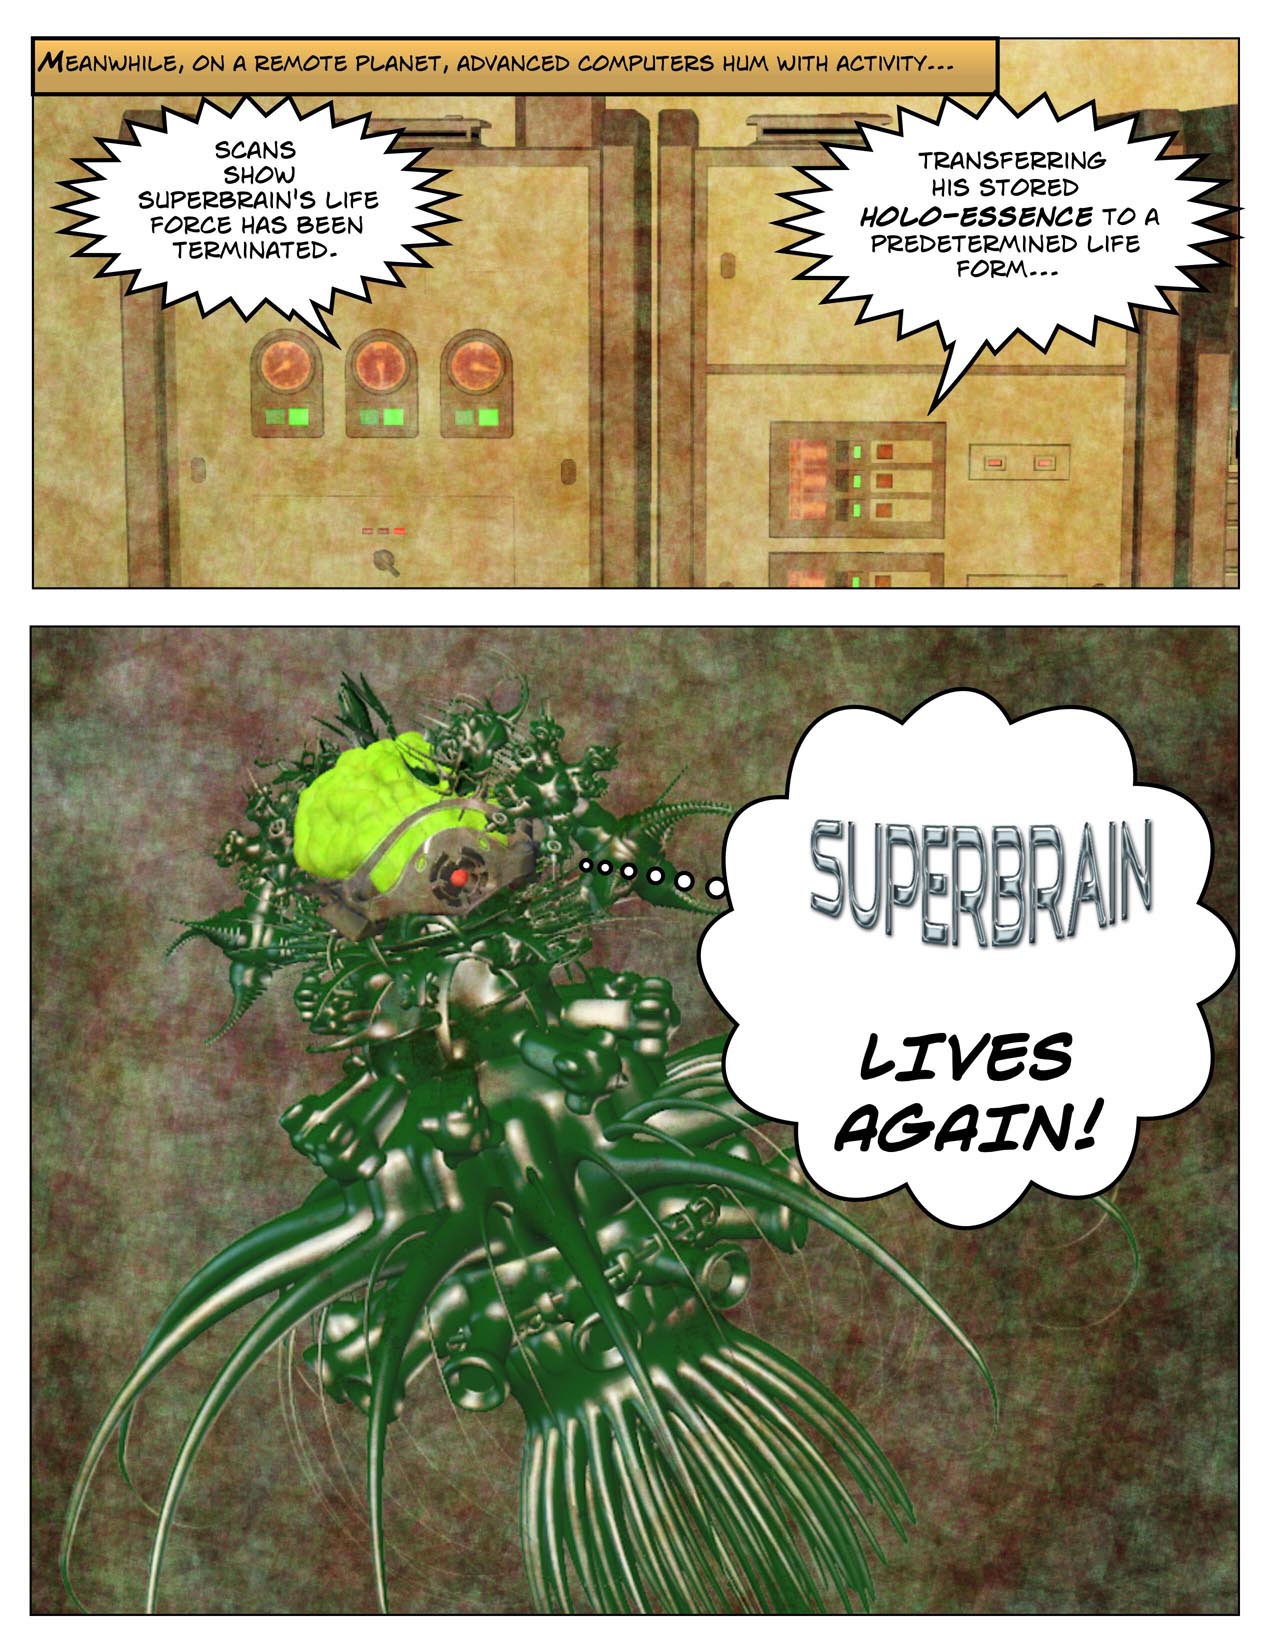 MEANWHILE, ON A REMOTE PLANET, ADVANCED COMPUTERS HUM WITH ACTIVITY...
SCANS
SHOW
SUPERBRAIN'S LIFE
FORCE HAS BEEN
TERMINATED.
TRANSFERRING
HIS STORED
HOLO-ESSENCE TO A
PREDETERMINED LIFE
FORM...
SUPERBRAIN
LIVES
AGAIN!